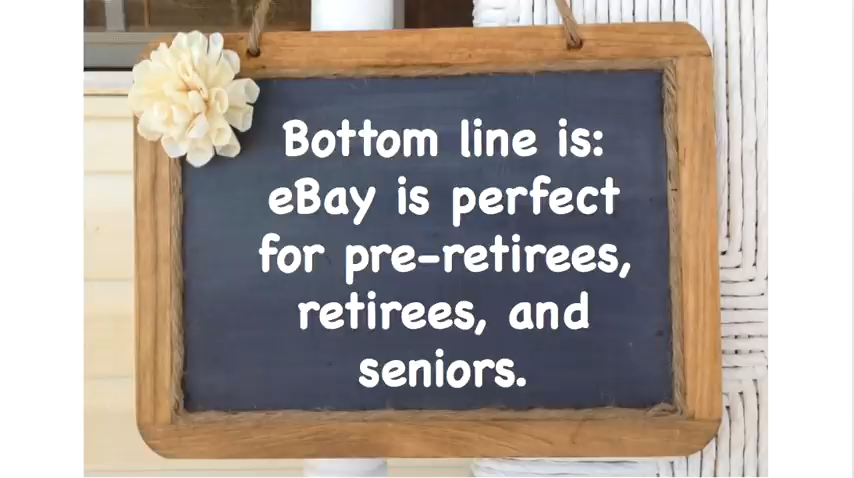 Bottom line is:
eBay is perfect
for pre-retirees,
retirees, and
seniors.